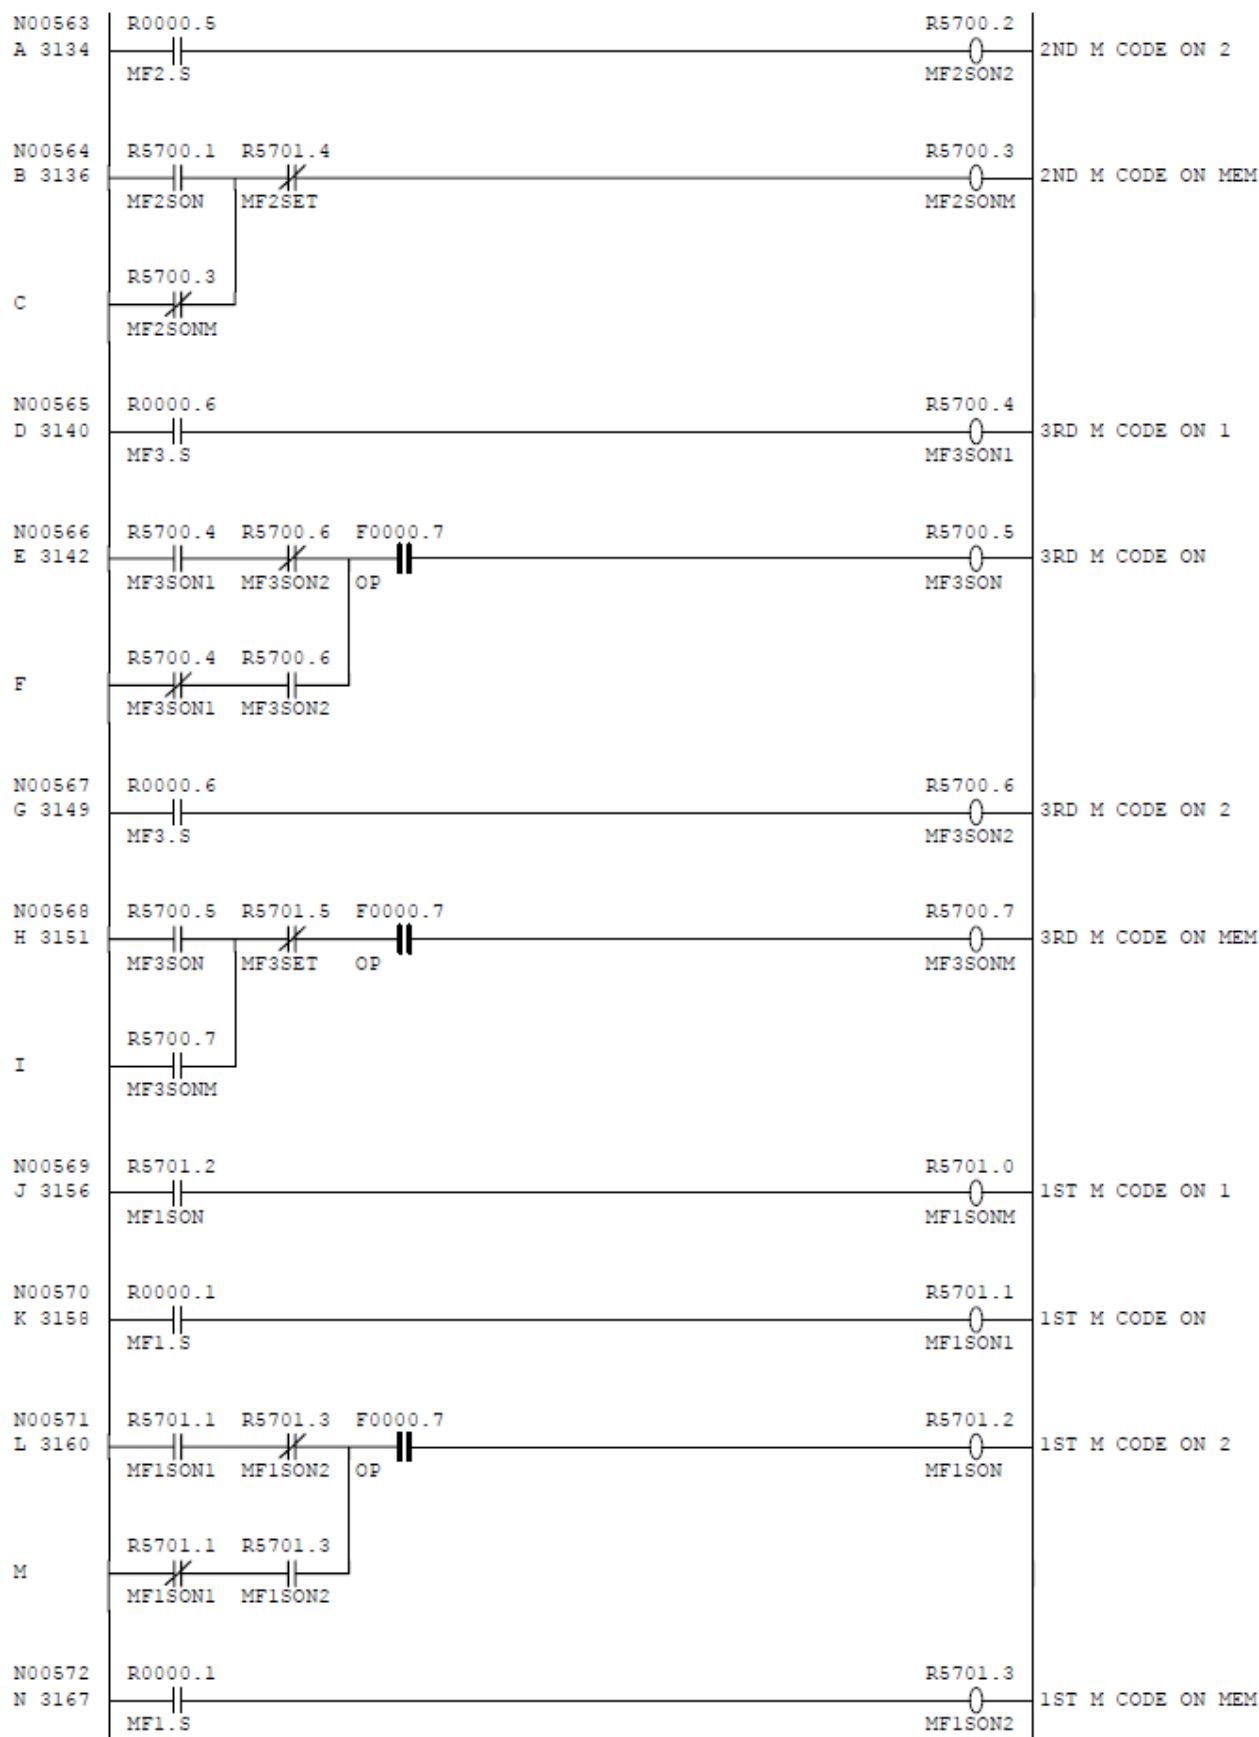 N00563 R0000.5 R5700.2
A 3134 2ND M CODE ON 2
MF2.S MF2SON2
N00564 R5700.1 R5701.4 R5700.3
B 3136 2ND M CODE ON MEM
MF2SON MF2SET MF2SONM
R5700.3
C
MF2SONM
N00565 R0000.6 R5700.4
D 3140 3RD M CODE ON 1
MF3.S MF3SON1
N00566 R5700.4 R5700.6 F0000.7 R5700.5
E 3142 3RD M CODE ON
MF3SON1 MF3SON2 OP MF3SON
R5700.4 R5700.6
F
MF3SON1 MF3SON2
N00567 R0000.6 R5700.6
G 3149 3RD M CODE ON 2
MF3.S MF3SON2
N00568 R5700.5 R5701.5 F0000.7 R5700.7
H 3151 3RD M CODE ON MEM
MF3SON MF3SET OP MF3SONM
R5700.7
I
MF3SONM
N00569 R5701.2 R5701.0
J 3156 1ST M CODE ON 1
MF1SON MF1SONM
N00570 R0000.1 R5701.1
K 3158 1ST M CODE ON
MF1.S MF1SON1
N00571 R5701.1 R5701.3 F0000.7 R5701.2
L 3160 1ST M CODE ON 2
MF1SON1 MF1SON2 OP MF1SON
R5701.1 R5701.3
M
MF1SON1 MF1SON2
N00572 R0000.1 R5701.3
N 3167 1ST M CODE ON MEM
MF1.S MF1SON2